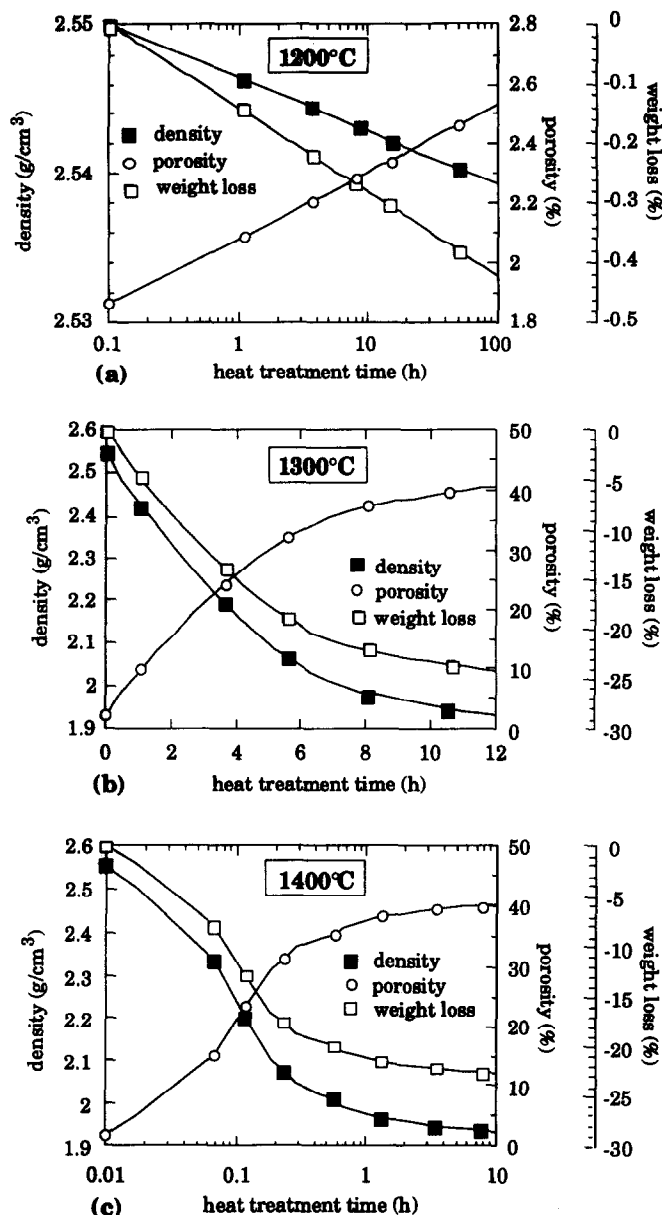 1200°C
density
porosity
weight loss
density (g/cm³)
2.55
2.54
2.53
2.8
2.6
2.4
2.2
2
1.8
porosity (%)
0
-0.1
-0.2
-0.3
-0.4
-0.5
weight loss (%)
0.1 1 10 100
(a) heat treatment time (h)
1300°C
density
porosity
weight loss
density (g/cm³)
2.6
2.5
2.4
2.3
2.2
2.1
2
1.9
50
40
30
20
10
0
porosity (%)
0
-5
-10
-15
-20
-25
-30
weight loss (%)
0 2 4 6 8 10 12
(b) heat treatment time (h)
1400°C
density
porosity
weight loss
density (g/cm³)
2.6
2.5
2.4
2.3
2.2
2.1
2
1.9
50
40
30
20
10
0
porosity (%)
0
-5
-10
-15
-20
-25
-30
weight loss (%)
0.01 0.1 1 10
(c) heat treatment time (h)